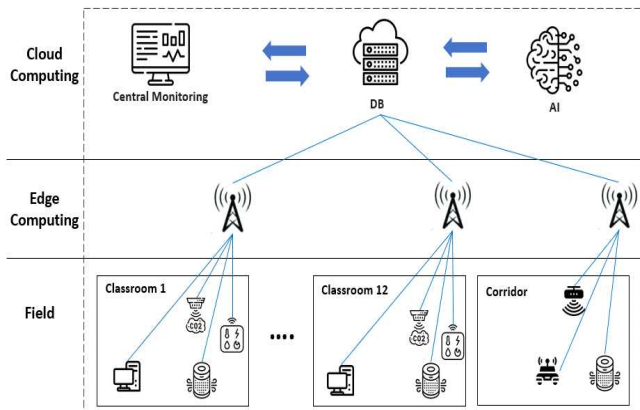 Cloud
Computing
Central Monitoring
DB
AI
Edge
Computing
Field
Classroom 1
CO2
....
Classroom 12
CO2
Corridor